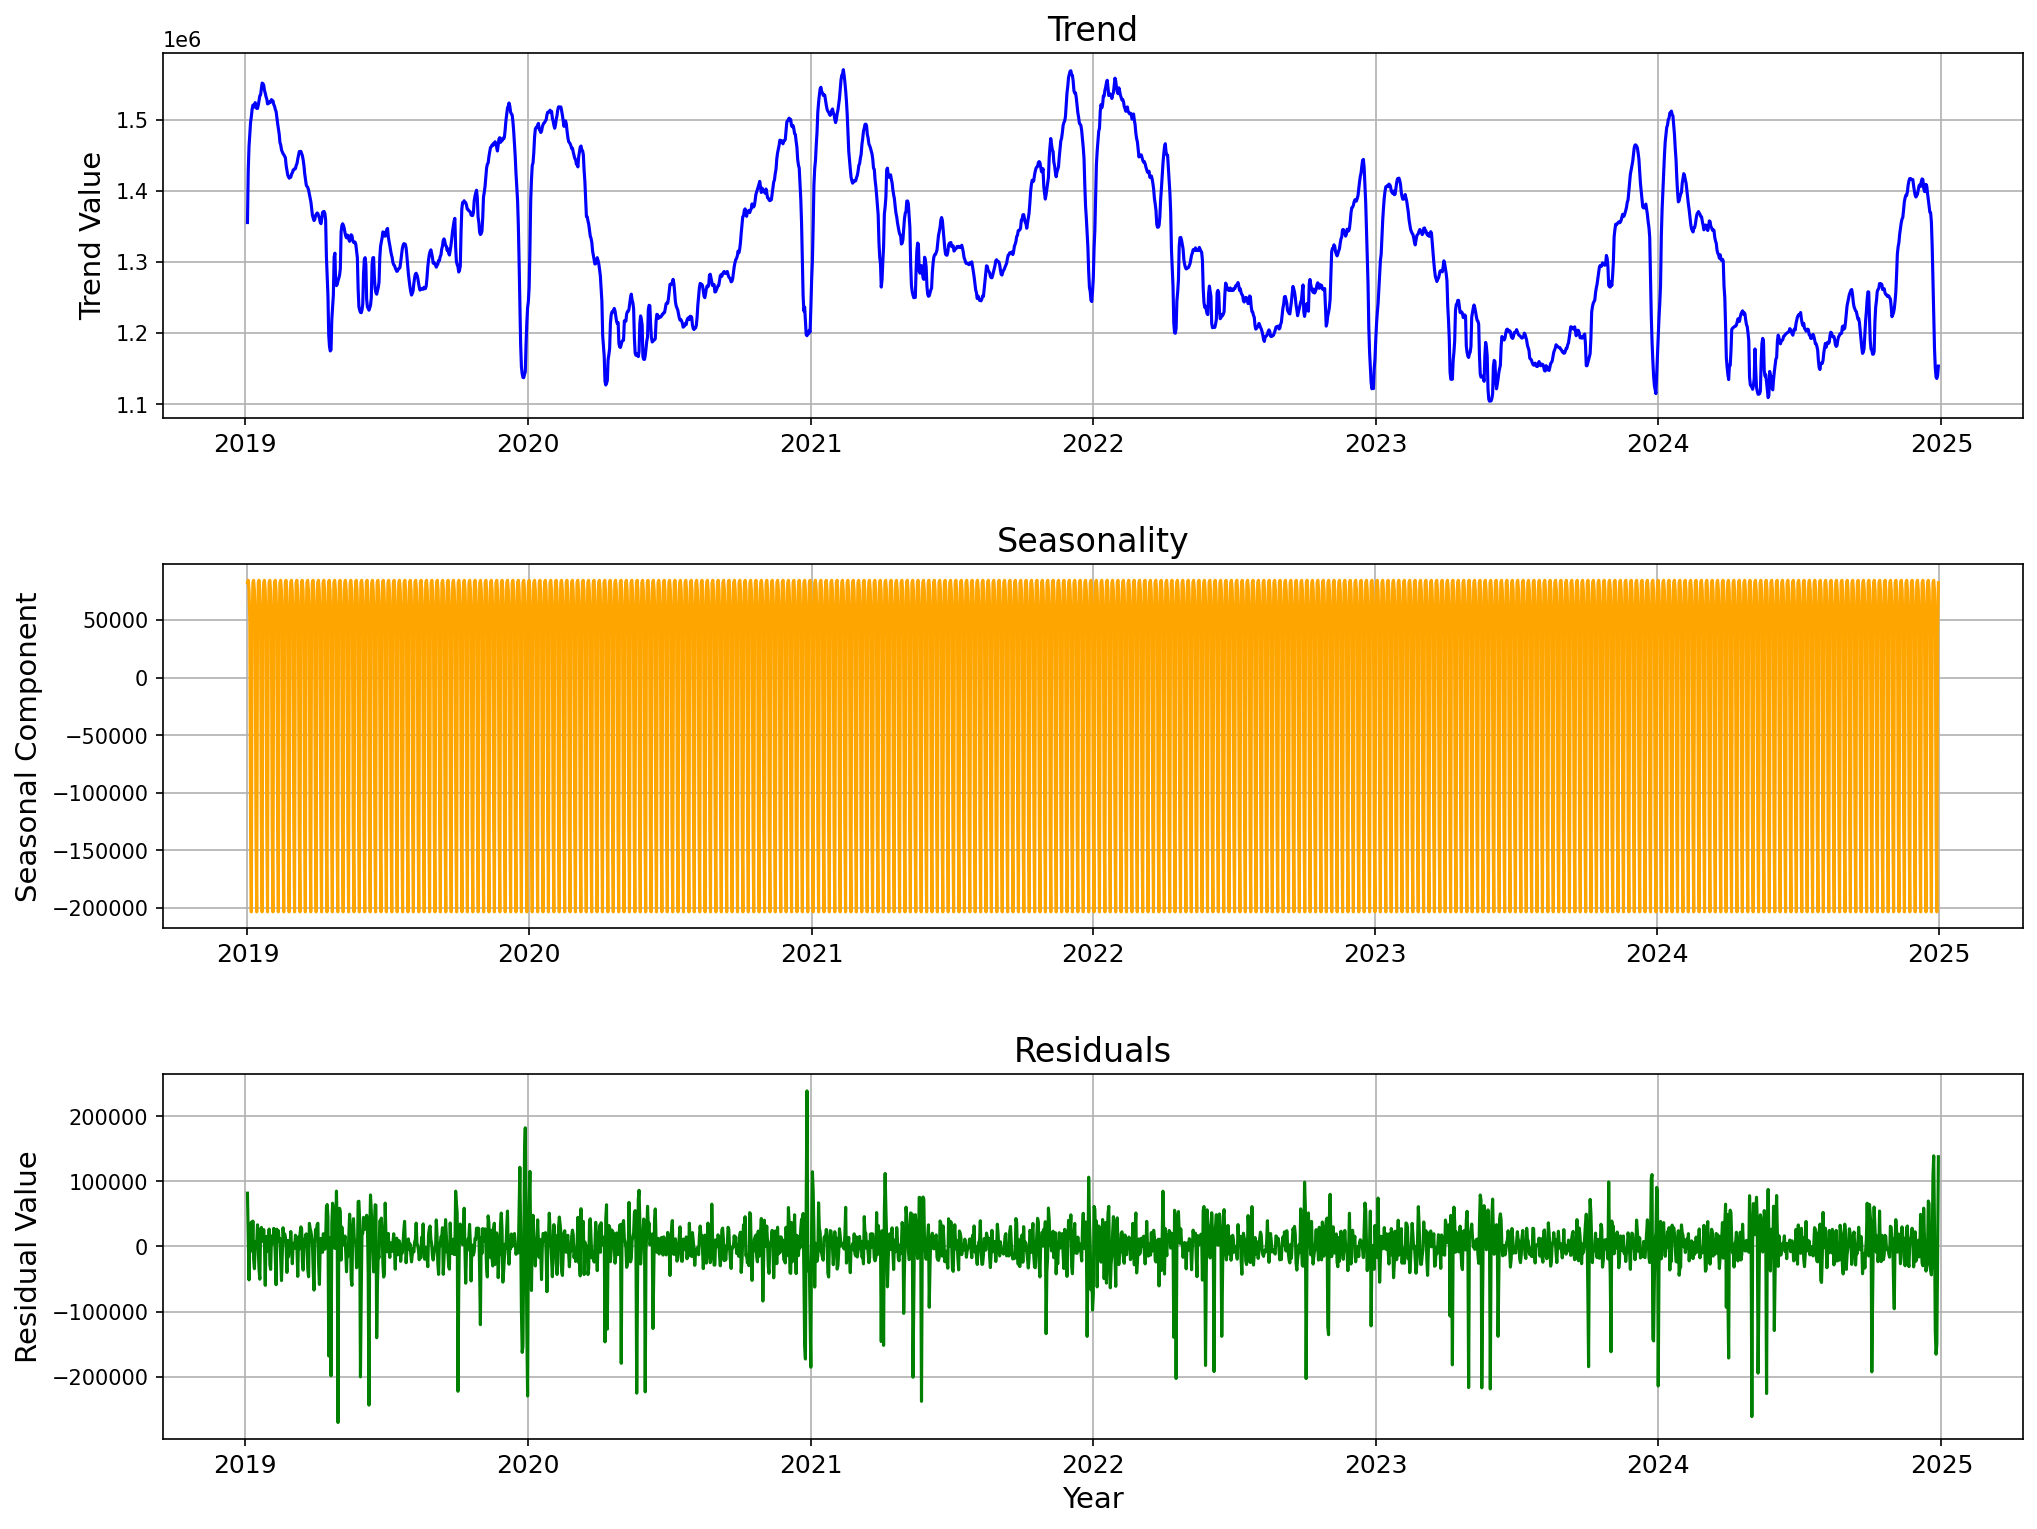 Trend
1e6
Trend Value
1.5
1.4
1.3
1.2
1.1
2019 2020 2021 2022 2023 2024 2025
Seasonality
Seasonal Component
50000
0
−50000
−100000
−150000
−200000
2019 2020 2021 2022 2023 2024 2025
Residuals
Residual Value
200000
100000
0
−100000
−200000
2019 2020 2021 2022 2023 2024 2025
Year